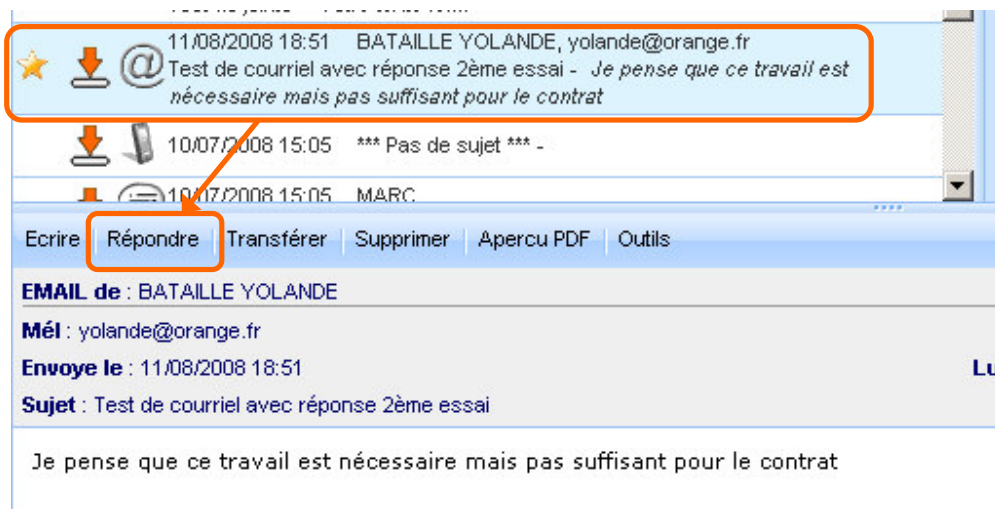 11/08/2008 18:51 BATAILLE YOLANDE, yolande@orange.fr
Test de courriel avec réponse 2ème essai - Je pense que ce travail est
nécessaire mais pas suffisant pour le contrat
10/07/2008 15:05 *** Pas de sujet *** -
10/07/2008 15:05 MARC
Ecrire Répondre Transférer Supprimer Apercu PDF Outils
EMAIL de : BATAILLE YOLANDE
Mél : yolande@orange.fr
Envoye le : 11/08/2008 18:51
Lu
Sujet : Test de courriel avec réponse 2ème essai
Je pense que ce travail est nécessaire mais pas suffisant pour le contrat